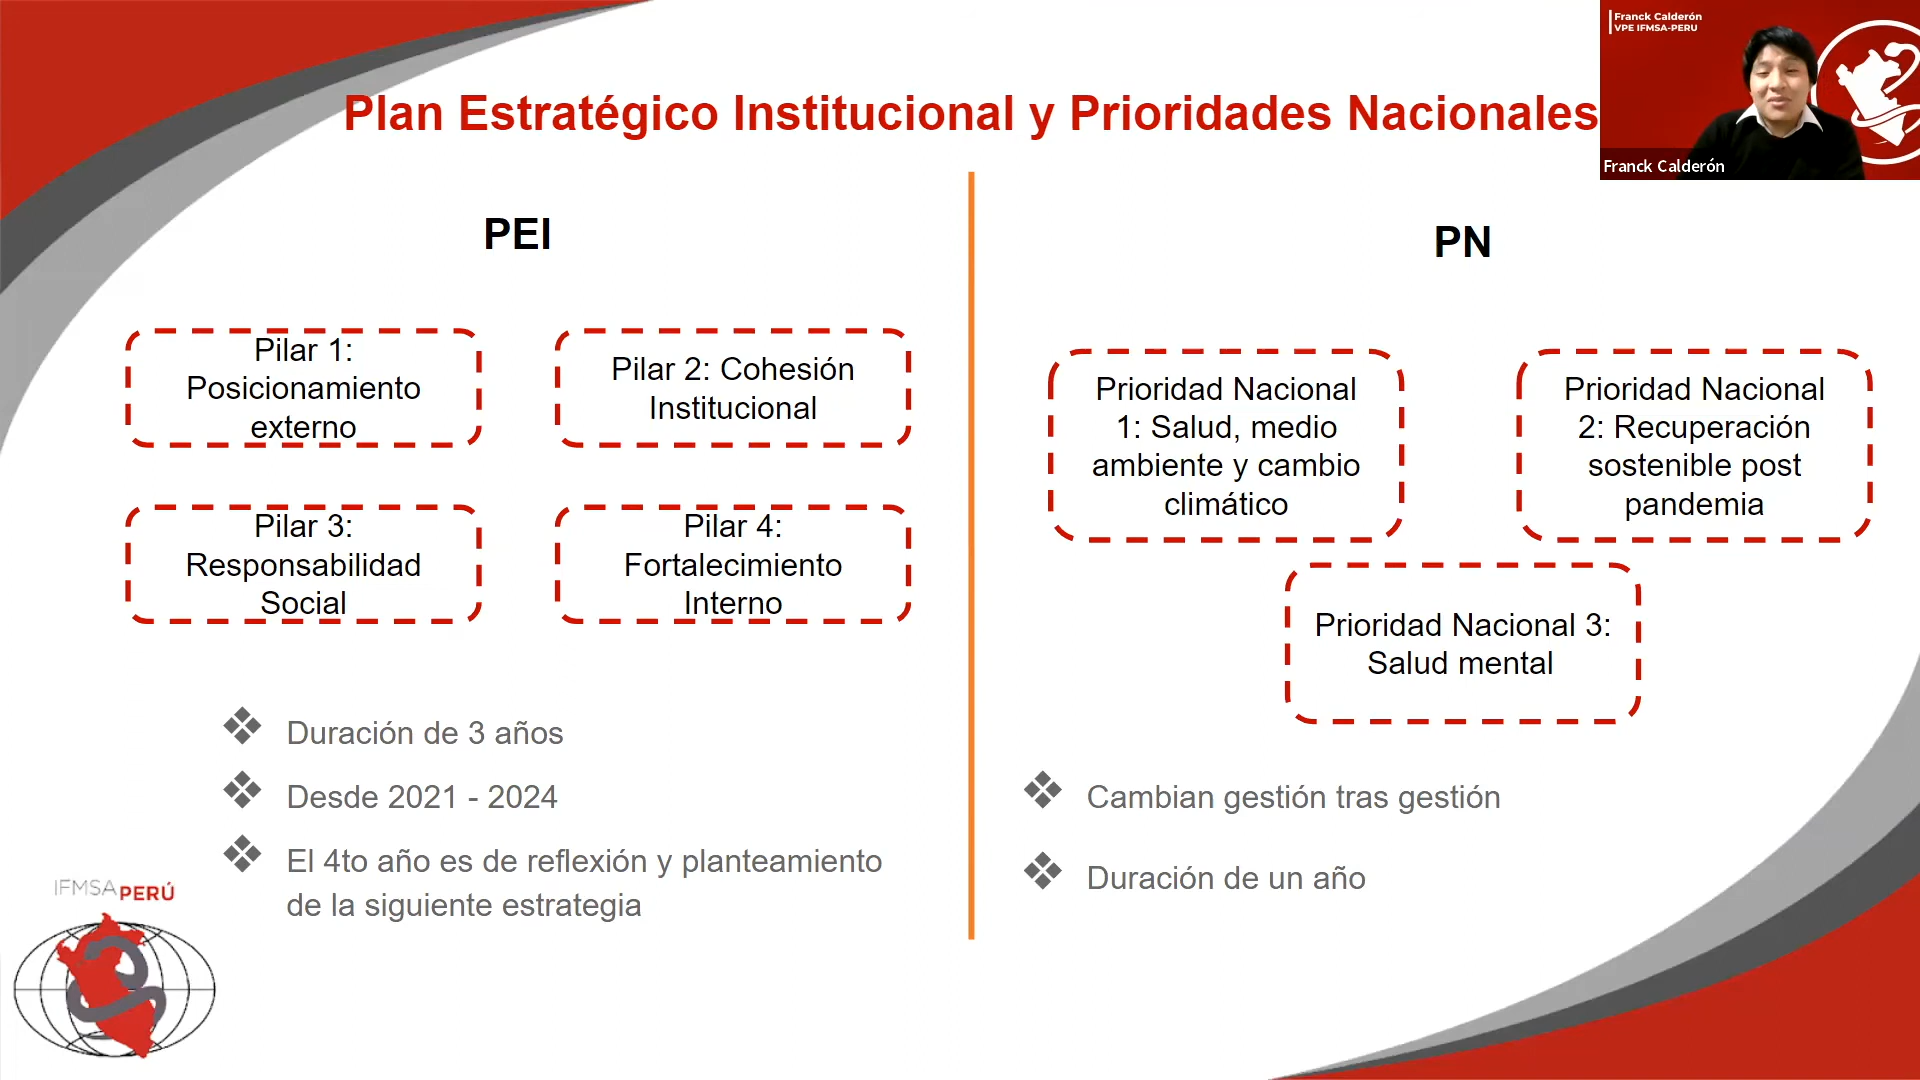 Franck Calderón
VPE IFMSA-PERU
Franck Calderón
Plan Estratégico Institucional y Prioridades Nacionales
PEI
Pilar 1:
Posicionamiento
externo
Pilar 2: Cohesión
Institucional
Pilar 3:
Responsabilidad
Social
Pilar 4:
Fortalecimiento
Interno
Duración de 3 años
Desde 2021 - 2024
El 4to año es de reflexión y planteamiento
de la siguiente estrategia
PN
Prioridad Nacional
1: Salud, medio
ambiente y cambio
climático
Prioridad Nacional
2: Recuperación
sostenible post
pandemia
Prioridad Nacional 3:
Salud mental
Cambian gestión tras gestión
Duración de un año
IFMSA PERÚ